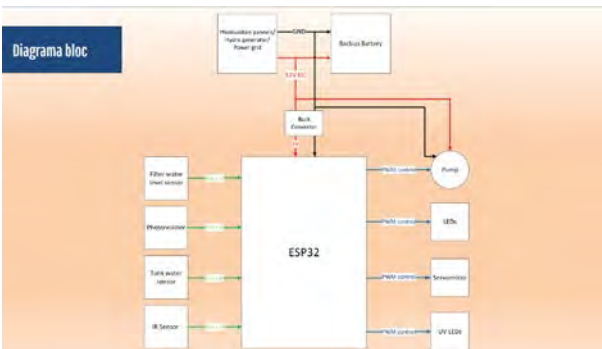 Diagrama bloc
Photovoltaic pannels/
Hydro generator/
Power grid
GND
Backup Battery
12V DC
Buck
Converter
Filter water
level sensor
PWM control
Pump
Photoresistor
PWM control
LEDs
ESP32
Tank water
sensor
PWM control
Servomotor
IR Sensor
PWM control
UV LEDs